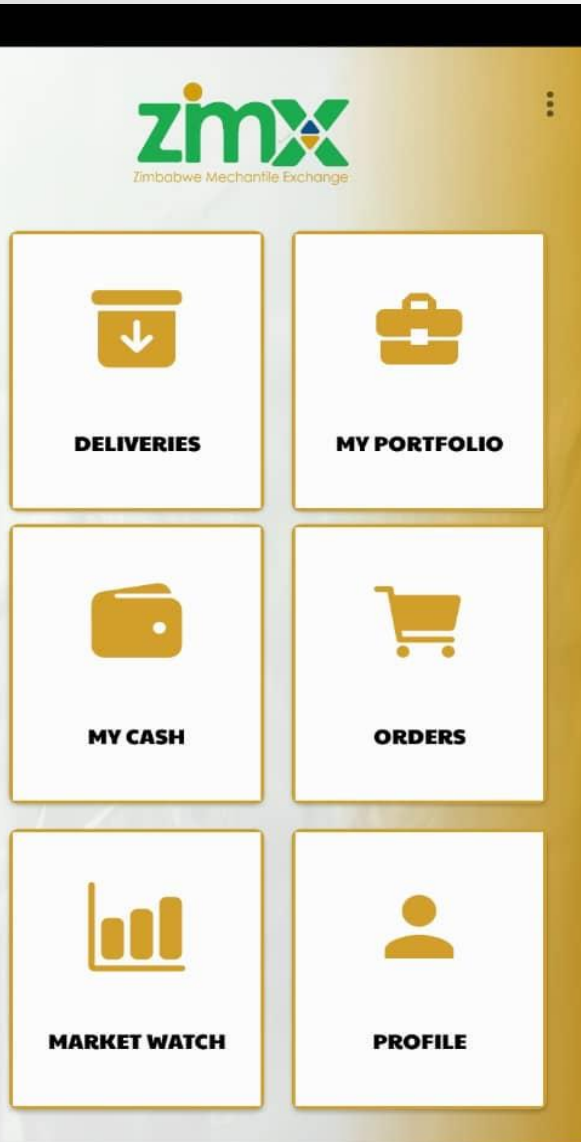 zimx
Zimbabwe Mechantile Exchange
DELIVERIES
MY PORTFOLIO
MY CASH
ORDERS
MARKET WATCH
PROFILE